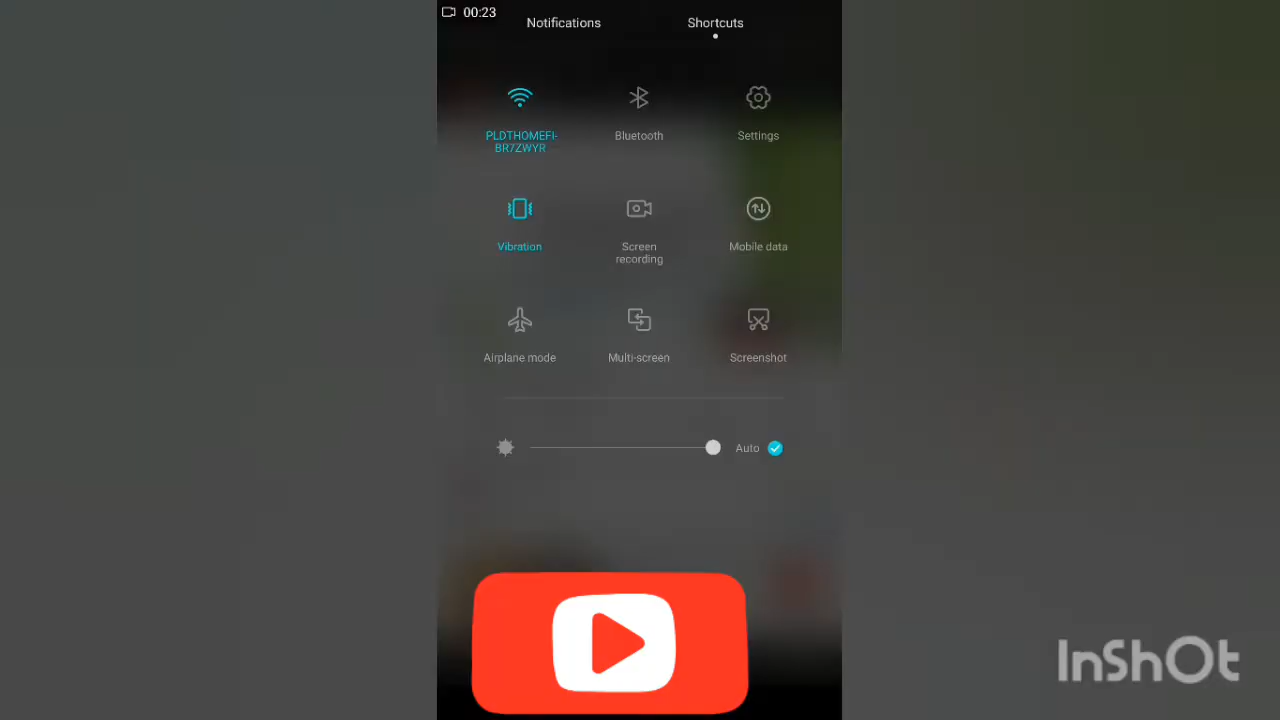 00:23
Notifications
Shortcuts
PLDTHOMEFI-
BR7ZWYR
Bluetooth
Settings
Vibration
Screen
recording
Mobile data
Airplane mode
Multi-screen
Screenshot
Auto
InShOt